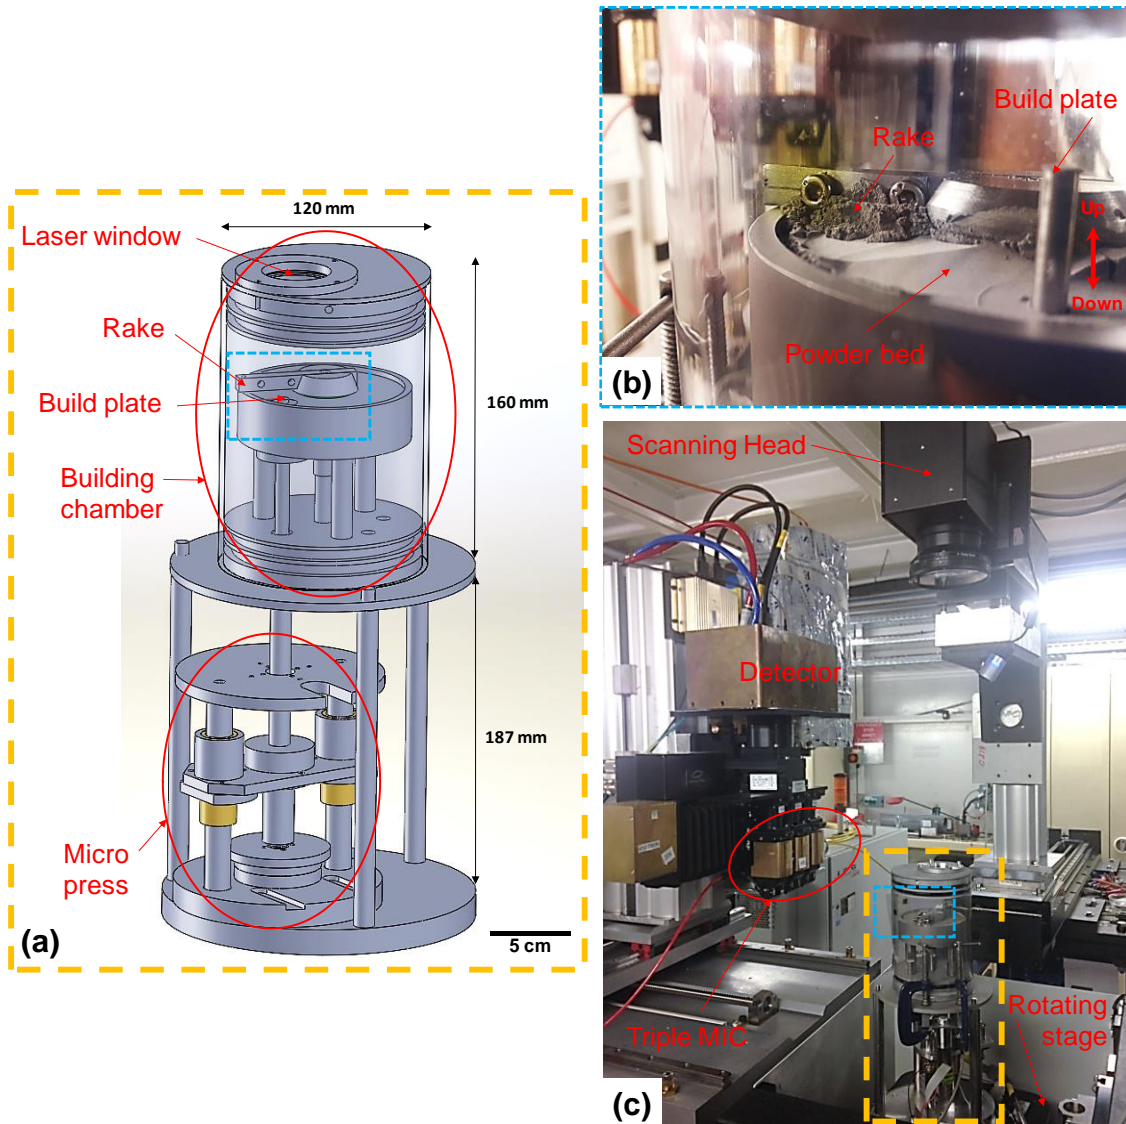 120 mm
Laser window
Rake
Build plate
160 mm
Building
chamber
187 mm
Micro
press
(a)
5 cm
Build plate
Rake
Up
Down
Powder bed
(b)
Scanning Head
Detector
Triple MIC
Rotating
stage
(c)